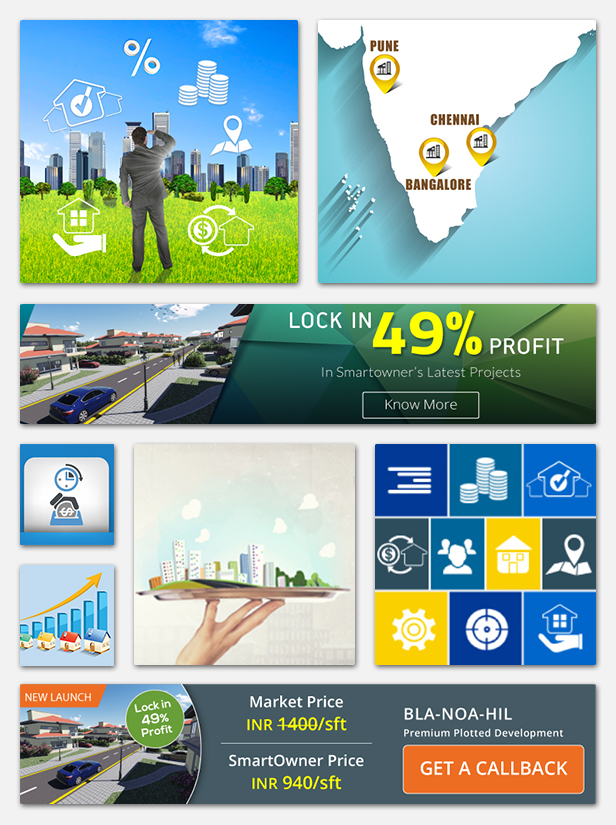 %
PUNE
CHENNAI
BANGALORE
LOCK IN 49% PROFIT
In Smartowner's Latest Projects
Know More
NEW LAUNCH
Lock in
49%
Profit
Market Price
INR 1400/sft
SmartOwner Price
INR 940/sft
BLA-NOA-HIL
Premium Plotted Development
GET A CALLBACK